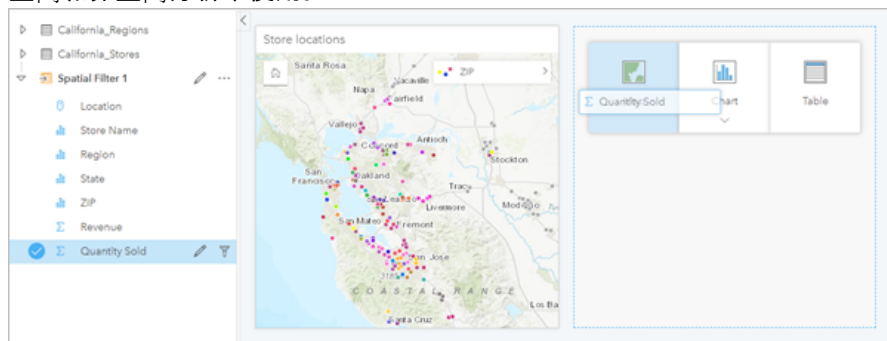 California_Regions
California_Stores
Spatial Filter 1
Location
Store Name
Region
State
ZIP
Revenue
Quantity Sold
Store locations
ZIP
Santa Rosa
Vacaville
Napa
Fairfield
Vallejo
Concord
Antioch
Stockton
San Francisco
Oakland
Tracy
San Leandro
Livermore
San Mateo
Fremont
San Jose
COASTAL RANGE
Santa Cruz
Los Ba
Quantity Sold
Chart
Table